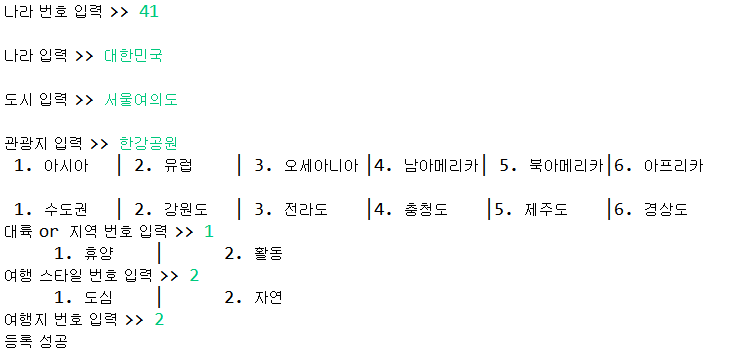 나라 번호 입력 >> 41
나라 입력 >> 대한민국
도시 입력 >> 서울여의도
관광지 입력 >> 한강공원
1. 아시아 | 2. 유럽 | 3. 오세아니아 |4. 남아메리카| 5. 북아메리카|6. 아프리카
1. 수도권 | 2. 강원도 | 3. 전라도 |4. 충청도 |5. 제주도 |6. 경상도
대륙 or 지역 번호 입력 >> 1
1. 휴양 | 2. 활동
여행 스타일 번호 입력 >> 2
1. 도심 | 2. 자연
여행지 번호 입력 >> 2
등록 성공